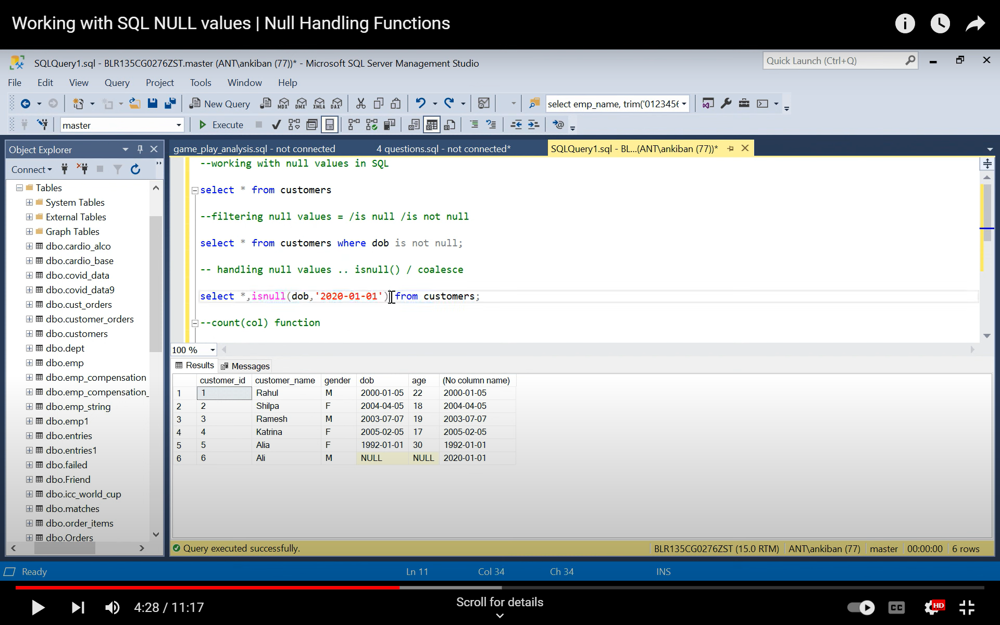 Working with SQL NULL values | Null Handling Functions
SQLQuery1.sql - BLR135CG0276ZST.master (ANT\ankiban (77))* - Microsoft SQL Server Management Studio
Quick Launch (Ctrl+Q)
File Edit View Query Project Tools Window Help
New Query MDX DMX XMLA DAX select emp_name, trim('0123456
master Execute
Object Explorer
game_play_analysis.sql - not connected 4 questions.sql - not connected* SQLQuery1.sql - BL...(ANT\ankiban (77))*
Connect
Tables
System Tables
External Tables
Graph Tables
dbo.cardio_alco
dbo.cardio_base
dbo.covid_data
dbo.covid_data9
dbo.cust_orders
dbo.customer_orders
dbo.customers
dbo.dept
dbo.emp
dbo.emp_compensation
dbo.emp_compensation_
dbo.emp_string
dbo.emp1
dbo.entries
dbo.entries1
dbo.failed
dbo.Friend
dbo.icc_world_cup
dbo.matches
dbo.order_items
dbo.Orders
--working with null values in SQL
select * from customers
--filtering null values = /is null /is not null
select * from customers where dob is not null;
-- handling null values .. isnull() / coalesce
select *,isnull(dob,'2020-01-01') from customers;
--count(col) function
100 %
Results Messages
customer_id customer_name gender dob age (No column name)
1 1 Rahul M 2000-01-05 22 2000-01-05
2 2 Shilpa F 2004-04-05 18 2004-04-05
3 3 Ramesh M 2003-07-07 19 2003-07-07
4 4 Katrina F 2005-02-05 17 2005-02-05
5 5 Alia F 1992-01-01 30 1992-01-01
6 6 Ali M NULL NULL 2020-01-01
Query executed successfully. BLR135CG0276ZST (15.0 RTM) ANT\ankiban (77) master 00:00:00 6 rows
Ready Ln 11 Col 34 Ch 34 INS
4:28 / 11:17 Scroll for details CC HD